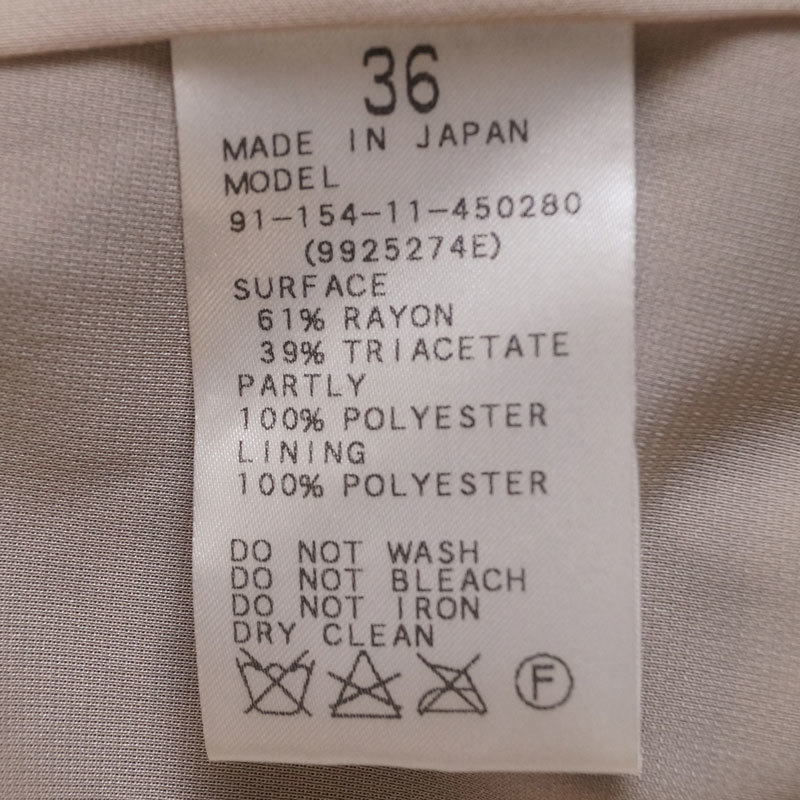 36
MADE IN JAPAN
MODEL
91-154-11-450280
(9925274E)
SURFACE
61% RAYON
39% TRIACETATE
PARTLY
100% POLYESTER
LINING
100% POLYESTER
DO NOT WASH
DO NOT BLEACH
DO NOT IRON
DRY CLEAN
F